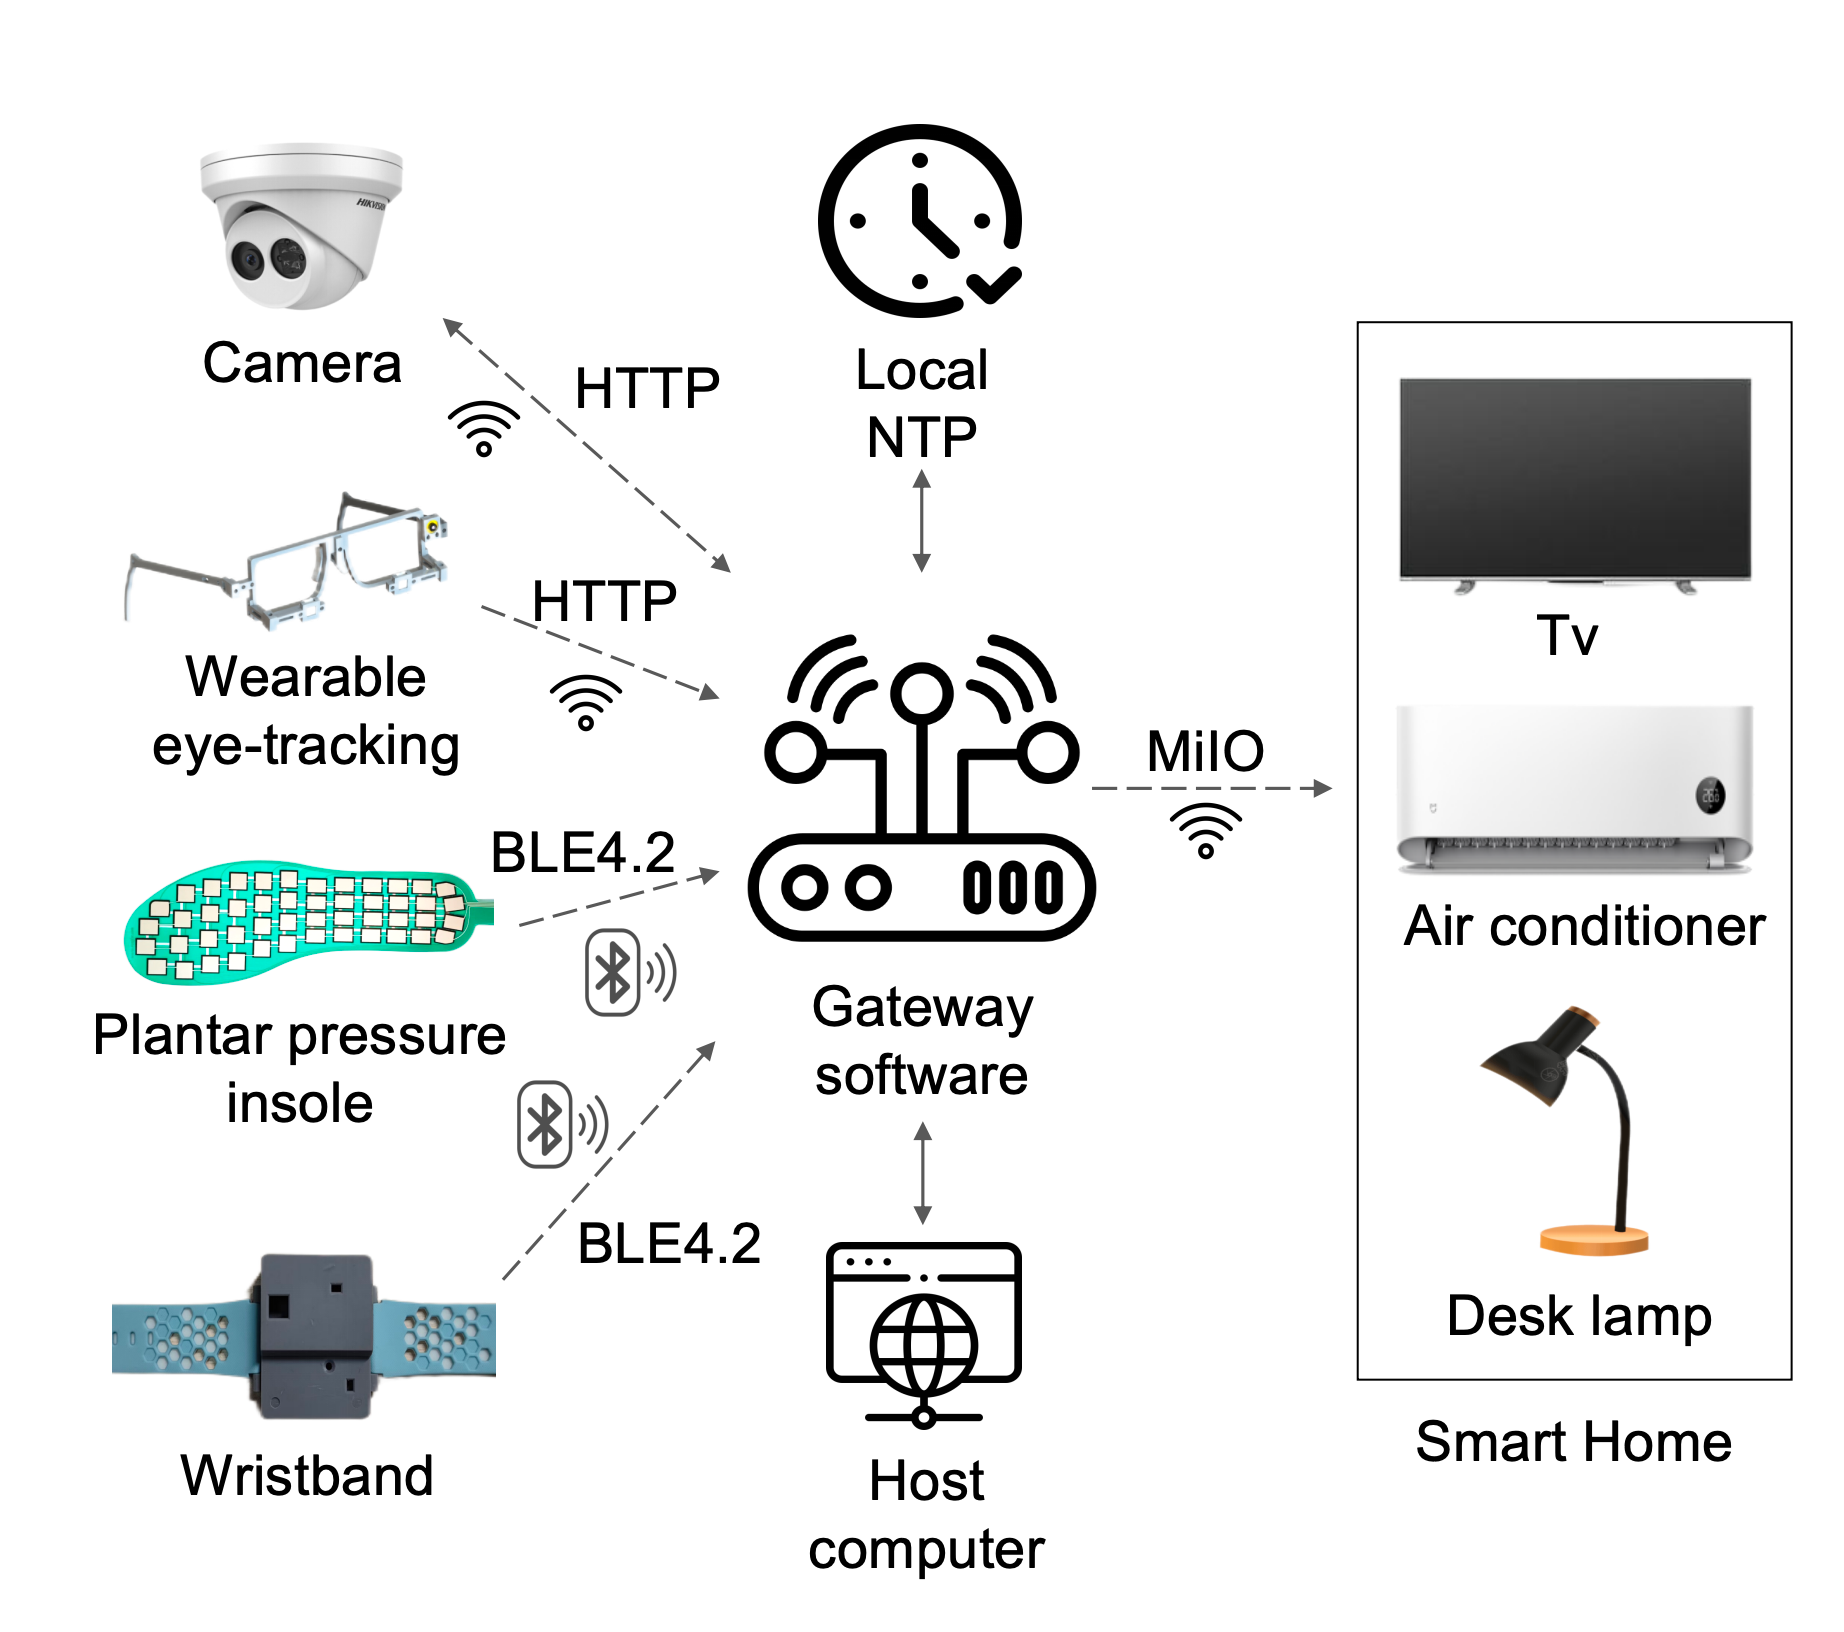 HIKVISION
Camera
HTTP
Local
NTP
HTTP
Wearable
eye-tracking
BLE4.2
Plantar pressure
insole
BLE4.2
Wristband
Gateway
software
Host
computer
MiIO
Tv
Air conditioner
Desk lamp
Smart Home